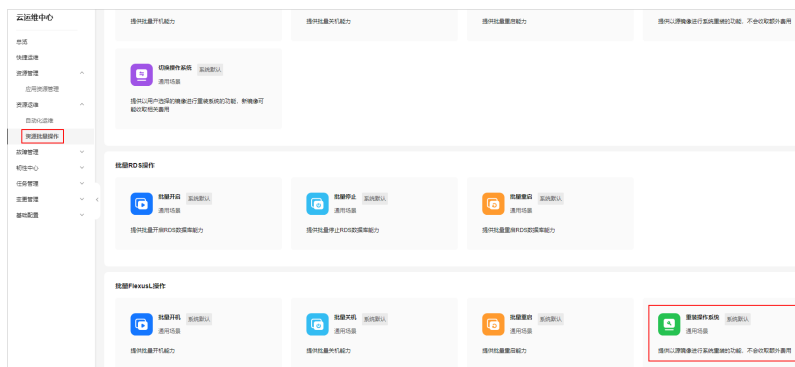 云运维中心
总览
快捷运维
资源管理
应用资源管理
资源运维
自动化运维
资源批量操作
故障管理
韧性中心
任务管理
变更管理
基础配置
提供批量开机能力
提供批量关机能力
提供批量重启能力
提供以原镜像进行系统重装的功能，不会收取额外费用
切换操作系统 系统默认
通用场景
提供以用户选择的镜像进行重装系统的功能，新镜像可
能收取相关费用
批量RDS操作
批量开启 系统默认
通用场景
提供批量开启RDS数据库能力
批量停止 系统默认
通用场景
提供批量停止RDS数据库能力
批量重启 系统默认
通用场景
提供批量重启RDS数据库能力
批量FlexusL操作
批量开机 系统默认
通用场景
提供批量开机能力
批量关机 系统默认
通用场景
提供批量关机能力
批量重启 系统默认
通用场景
提供批量重启能力
重装操作系统 系统默认
通用场景
提供以原镜像进行系统重装的功能，不会收取额外费用